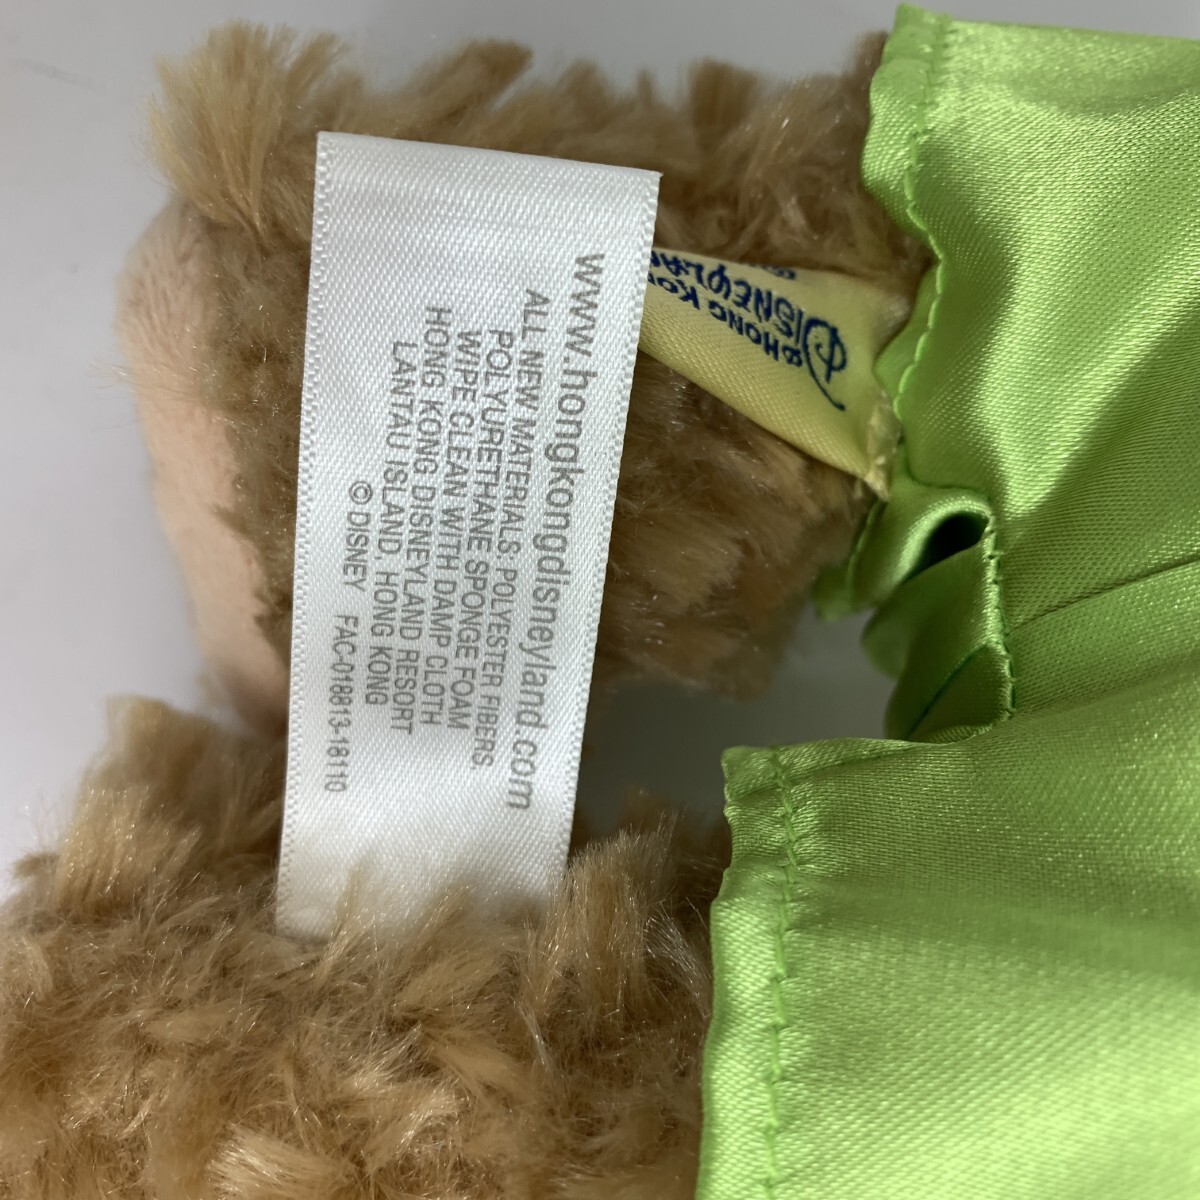 www.hongkongdisneyland.com
ALL NEW MATERIALS POLYESTER FIBERS
POLYURETHANE SPONGE FOAM
WIPE CLEAN WITH DAMP CLOTH
HONG KONG DISNEYLAND RESORT
LANTAU ISLAND, HONG KONG
© DISNEY FAC-018813-18110
HONG